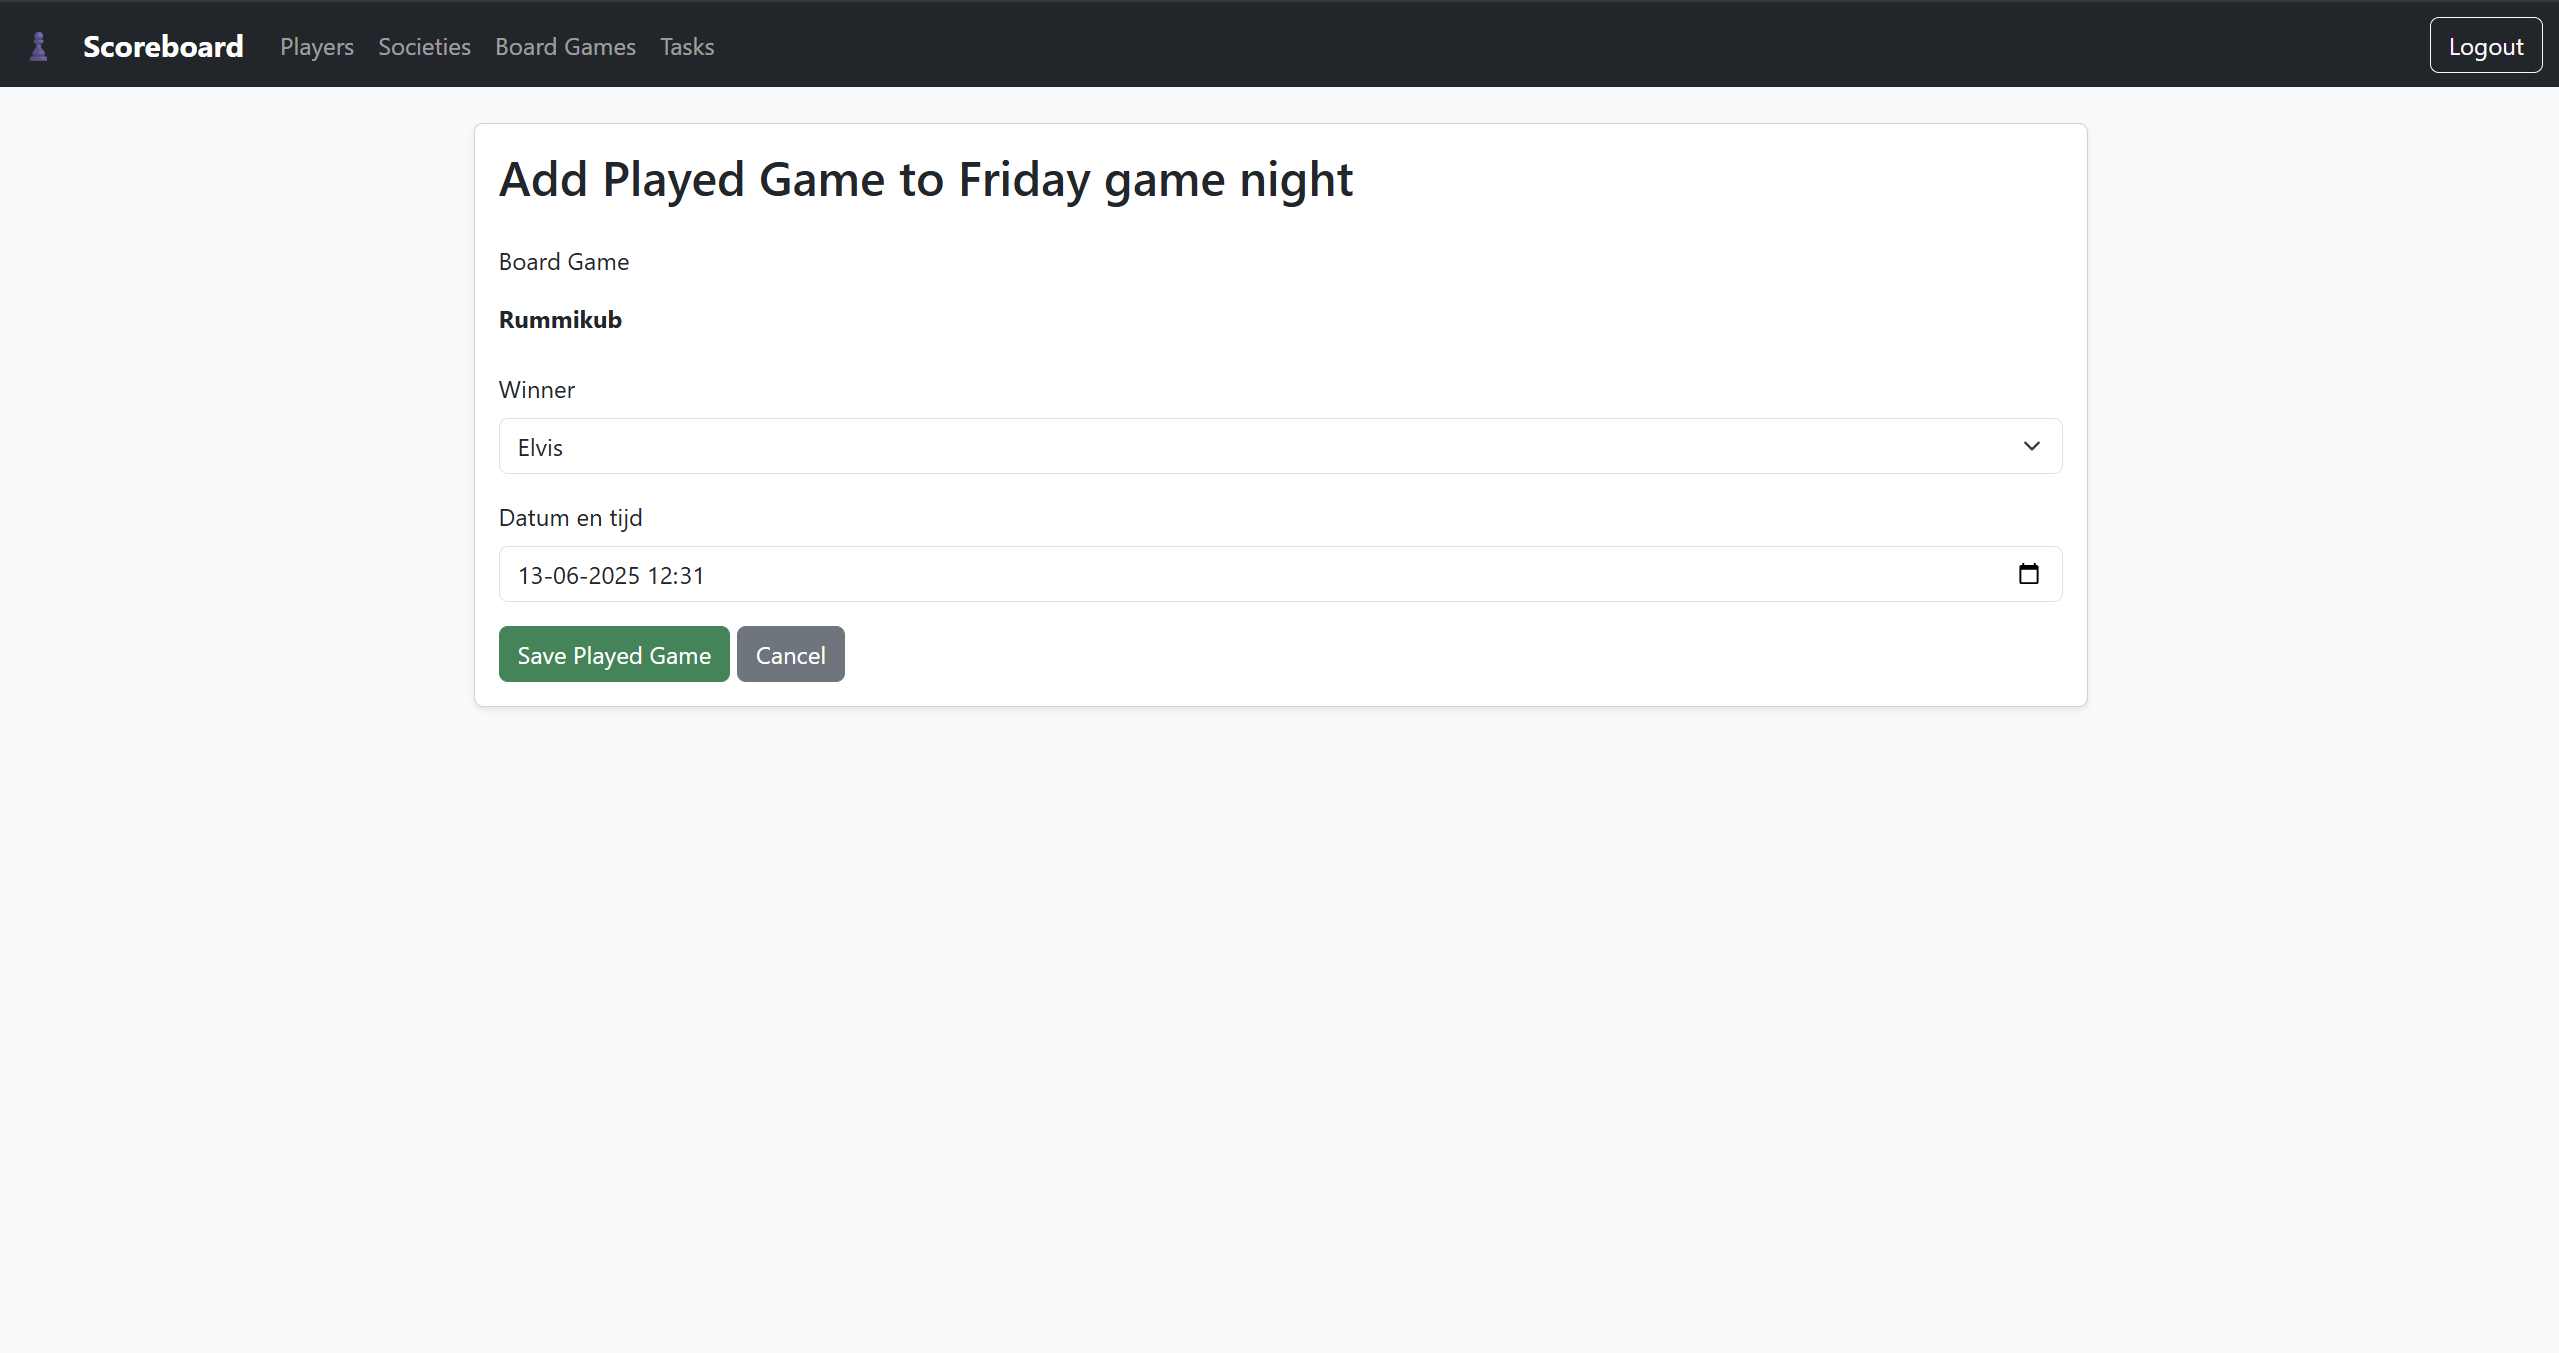 Scoreboard Players Societies Board Games Tasks Logout
Add Played Game to Friday game night
Board Game
Rummikub
Winner
Elvis
Datum en tijd
13-06-2025 12:31
Save Played Game Cancel